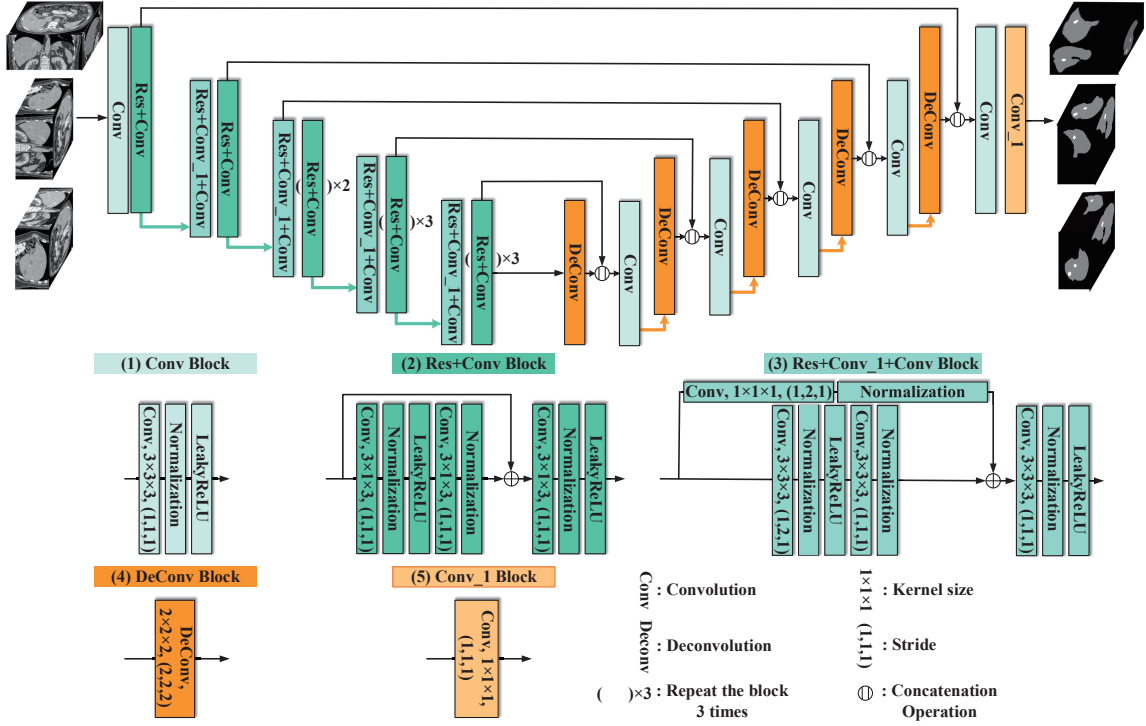 Conv
Res+Conv
Res+Conv_1+Conv
Res+Conv
Res+Conv_1+Conv
( Res+Conv )×2
Res+Conv_1+Conv
( Res+Conv )×3
Res+Conv_1+Conv
( Res+Conv )×3
DeConv
Conv
DeConv
Conv
DeConv
Conv
DeConv
Conv
DeConv
Conv
Conv_1
(1) Conv Block
(2) Res+Conv Block
(3) Res+Conv_1+Conv Block
Conv, 3×3×3, (1,1,1)
Normalization
LeakyReLU
Conv, 3×1×3, (1,1,1)
Normalization
LeakyReLU
Conv, 3×1×3, (1,1,1)
Normalization
Conv, 3×1×3, (1,1,1)
Normalization
LeakyReLU
Conv, 1×1×1, (1,2,1)
Normalization
Conv, 3×3×3, (1,2,1)
Normalization
LeakyReLU
Conv,3×3×3, (1,1,1)
Normalization
Conv, 3×3×3, (1,1,1)
Normalization
LeakyReLU
(4) DeConv Block
(5) Conv_1 Block
DeConv,
2×2×2, (2,2,2)
Conv, 1×1×1,
(1,1,1)
Conv : Convolution
Deconv : Deconvolution
( )×3 : Repeat the block
3 times
1×1×1 : Kernel size
(1,1,1) : Stride
: Concatenation
Operation